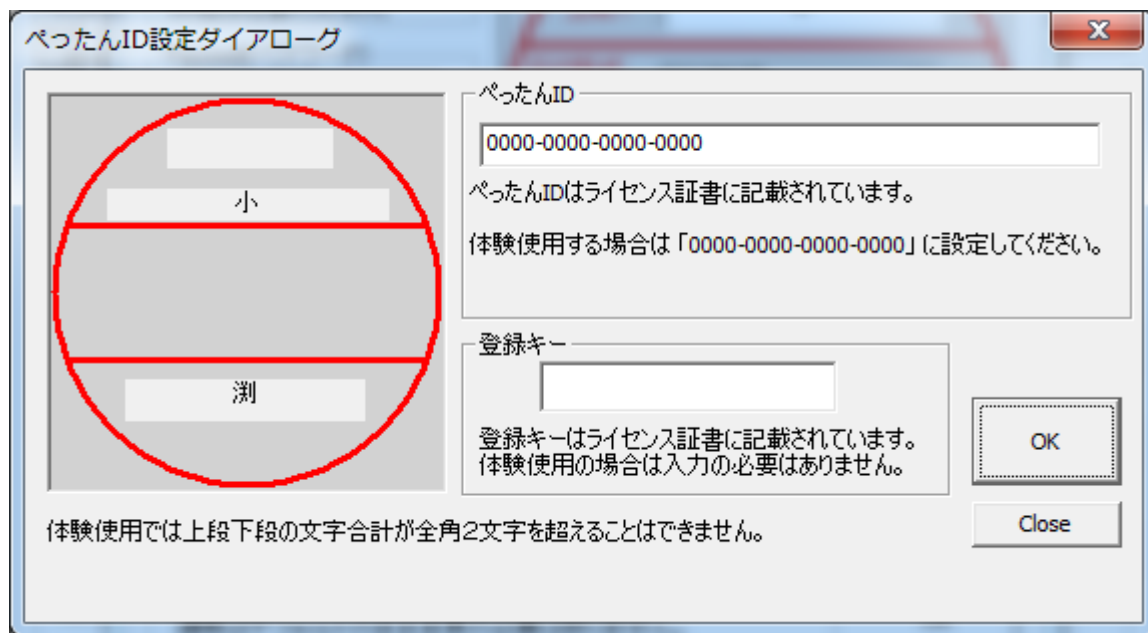 ぺったんID設定ダイアローグ
小
渕
ぺったんID
0000-0000-0000-0000
ぺったんIDはライセンス証書に記載されています。
体験使用する場合は「0000-0000-0000-0000」に設定してください。
登録キー
登録キーはライセンス証書に記載されています。
体験使用の場合は入力の必要はありません。
OK
Close
体験使用では上段下段の文字合計が全角2文字を超えることはできません。